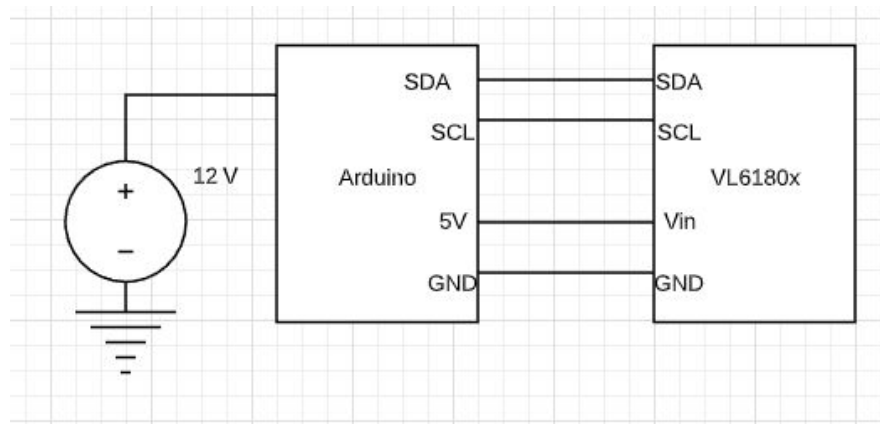 SDA
SDA
SCL
SCL
12 V
+
Arduino
VL6180x
5V
Vin
−
GND
GND